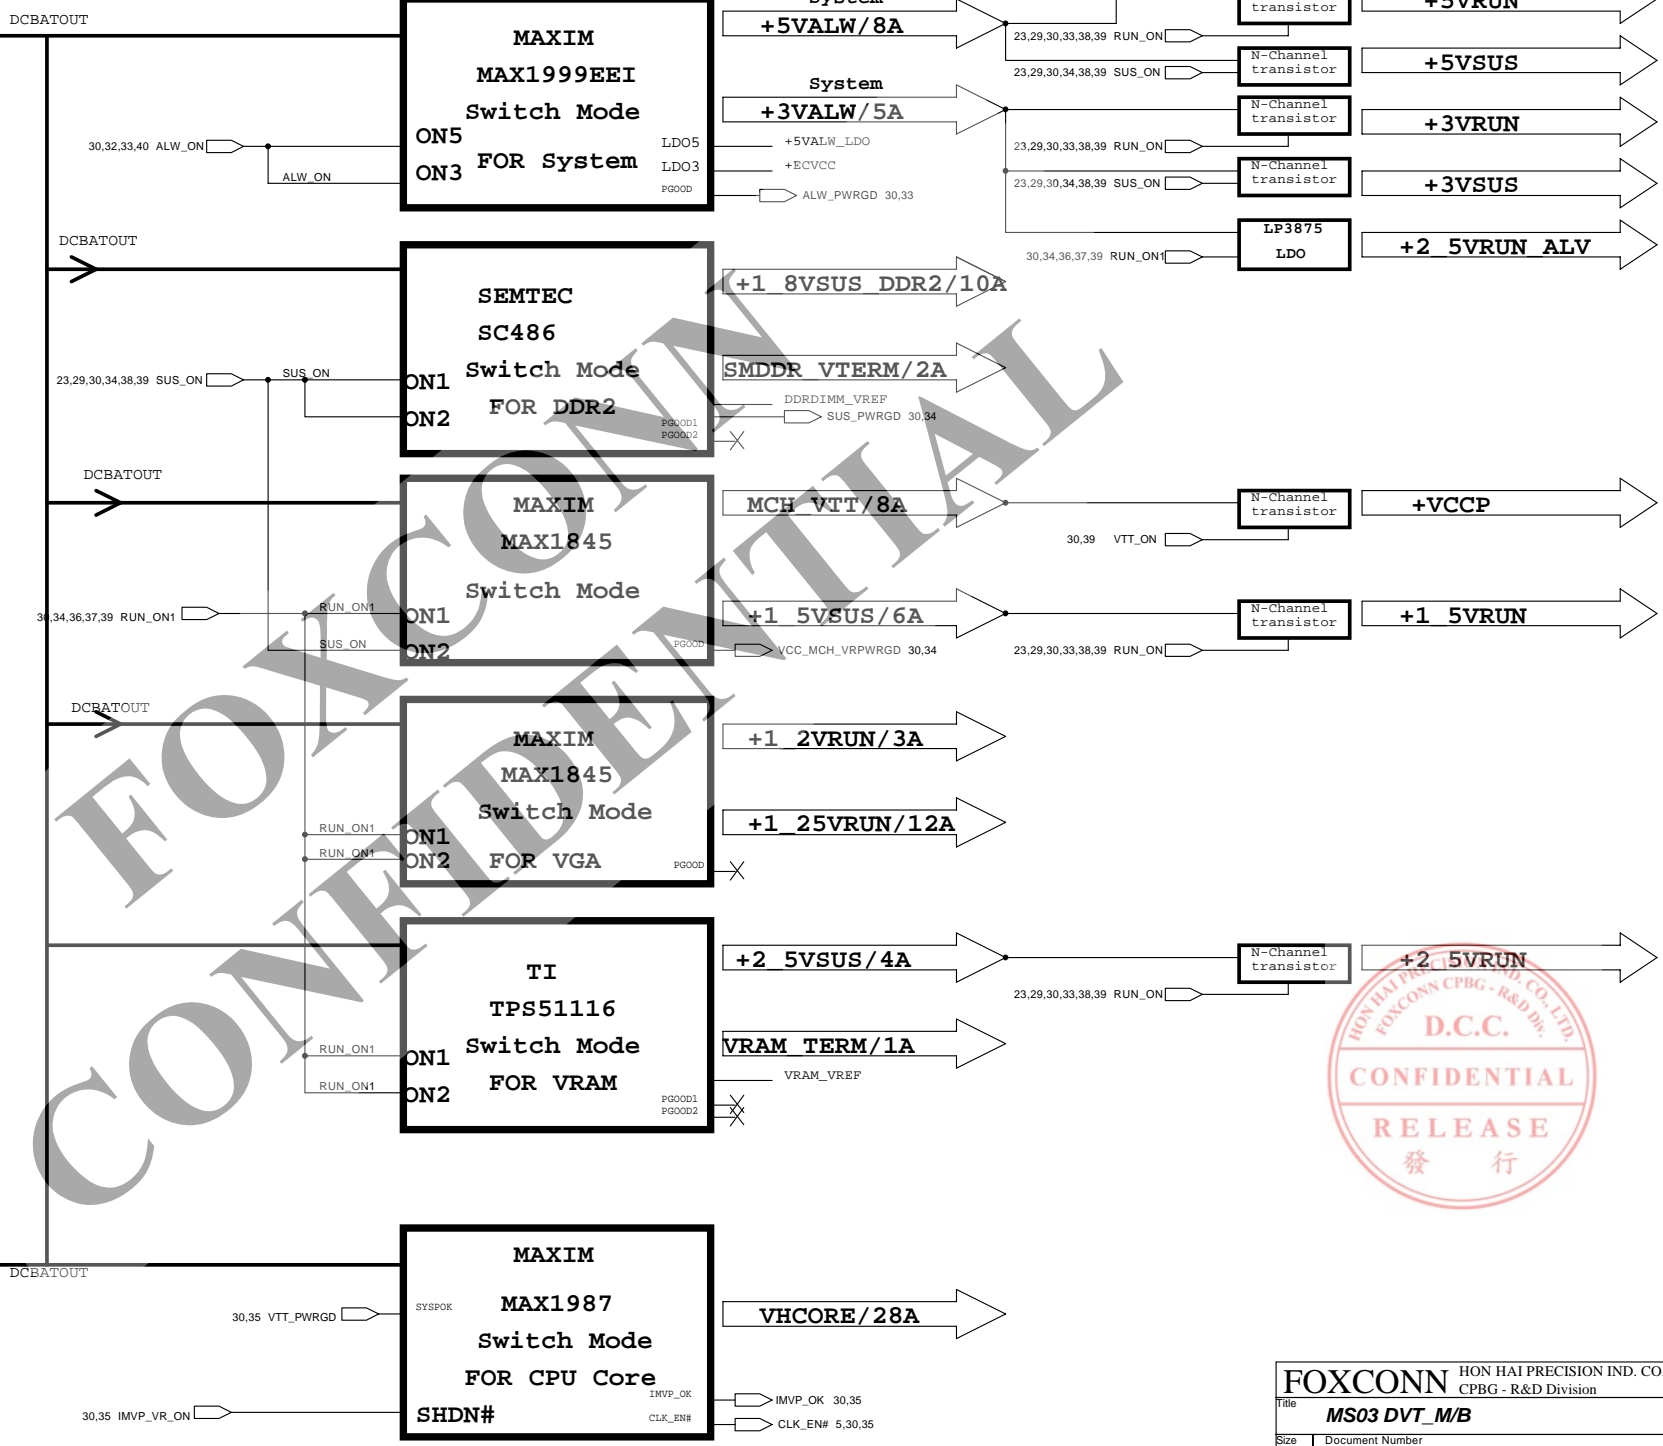 DCBATOUT
MAXIM
MAX1999EEI
Switch Mode
FOR System
ON5
ON3
LDO5
LDO3
PGOOD
30,32,33,40 ALW_ON
ALW_ON
System
+5VALW/8A
System
+3VALW/5A
+5VALW_LDO
+ECVCC
ALW_PWRGD 30,33
transistor
+5VRUN
23,29,30,33,38,39 RUN_ON
N-Channel
transistor
+5VSUS
23,29,30,34,38,39 SUS_ON
N-Channel
transistor
+3VRUN
23,29,30,33,38,39 RUN_ON
N-Channel
transistor
+3VSUS
23,29,30,34,38,39 SUS_ON
LP3875
LDO
+2_5VRUN_ALV
30,34,36,37,39 RUN_ON1
DCBATOUT
SEMTEC
SC486
Switch Mode
FOR DDR2
ON1
ON2
PGOOD1
PGOOD2
23,29,30,34,38,39 SUS_ON
SUS_ON
+1_8VSUS_DDR2/10A
SMDDR_VTERM/2A
DDRDIMM_VREF
SUS_PWRGD 30,34
DCBATOUT
MAXIM
MAX1845
Switch Mode
ON1
ON2
PGOOD
30,34,36,37,39 RUN_ON1
RUN_ON1
SUS_ON
MCH_VTT/8A
+1_5VSUS/6A
VCC_MCH_VRPWRGD 30,34
N-Channel
transistor
+VCCP
30,39 VTT_ON
N-Channel
transistor
+1_5VRUN
23,29,30,33,38,39 RUN_ON
DCBATOUT
MAXIM
MAX1845
Switch Mode
FOR VGA
ON1
ON2
PGOOD
RUN_ON1
RUN_ON1
+1_2VRUN/3A
+1_25VRUN/12A
TI
TPS51116
Switch Mode
FOR VRAM
ON1
ON2
PGOOD1
PGOOD2
RUN_ON1
RUN_ON1
+2_5VSUS/4A
VRAM_TERM/1A
VRAM_VREF
N-Channel
transistor
+2_5VRUN
23,29,30,33,38,39 RUN_ON
DCBATOUT
MAXIM
MAX1987
Switch Mode
FOR CPU Core
SYSPOK
SHDN#
IMVP_OK
CLK_EN#
30,35 VTT_PWRGD
30,35 IMVP_VR_ON
VHCORE/28A
IMVP_OK 30,35
CLK_EN# 5,30,35
FOXCONN
CONFIDENTIAL
HON HAI PRECISION IND. CO., LTD.
FOXCONN CPBG - R&D Div.
D.C.C.
CONFIDENTIAL
RELEASE
發 行
FOXCONN HON HAI PRECISION IND. CO.
CPBG - R&D Division
Title
MS03 DVT_M/B
Size Document Number